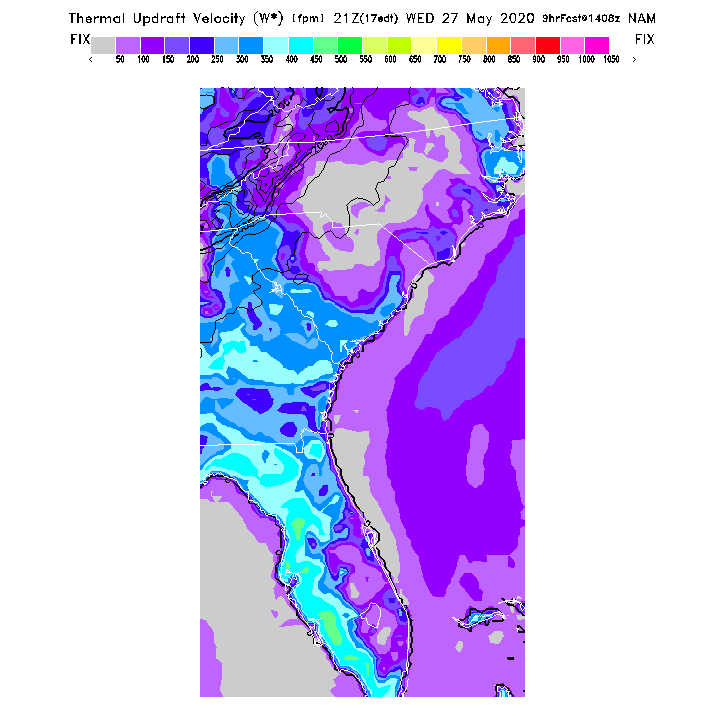 Thermal Updraft Velocity (W*) [fpm] 21Z(17edt) WED 27 May 2020 9hrFcst@1408z NAM
FIX FIX
< 50 100 150 200 250 300 350 400 450 500 550 600 650 700 750 800 850 900 950 1000 1050 >